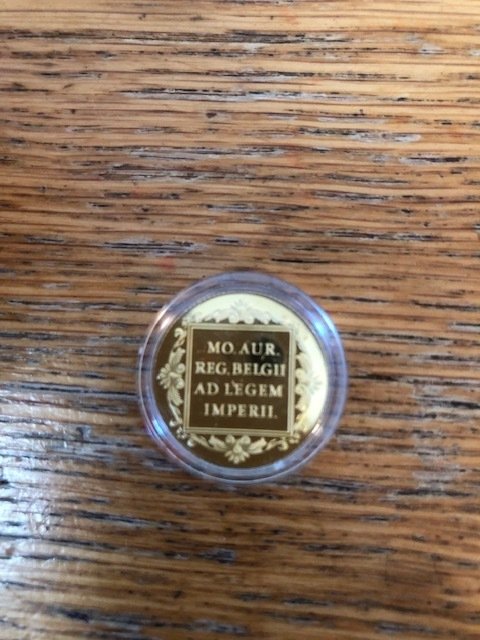 MO. AUR.
REG. BELGII
AD LEGEM
IMPERII.